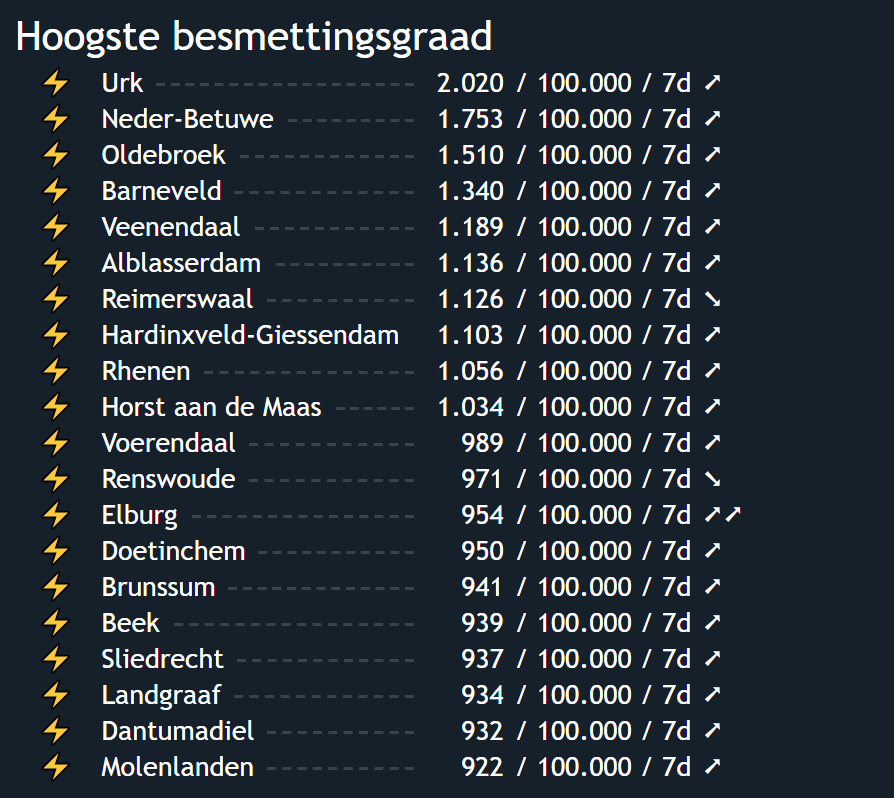 Hoogste besmettingsgraad
⚡ Urk 2.020 / 100.000 / 7d ➚
⚡ Neder-Betuwe 1.753 / 100.000 / 7d ➚
⚡ Oldebroek 1.510 / 100.000 / 7d ➚
⚡ Barneveld 1.340 / 100.000 / 7d ➚
⚡ Veenendaal 1.189 / 100.000 / 7d ➚
⚡ Alblasserdam 1.136 / 100.000 / 7d ➚
⚡ Reimerswaal 1.126 / 100.000 / 7d ➘
⚡ Hardinxveld-Giessendam 1.103 / 100.000 / 7d ➚
⚡ Rhenen 1.056 / 100.000 / 7d ➚
⚡ Horst aan de Maas 1.034 / 100.000 / 7d ➚
⚡ Voerendaal 989 / 100.000 / 7d ➚
⚡ Renswoude 971 / 100.000 / 7d ➘
⚡ Elburg 954 / 100.000 / 7d ➚➚
⚡ Doetinchem 950 / 100.000 / 7d ➚
⚡ Brunssum 941 / 100.000 / 7d ➚
⚡ Beek 939 / 100.000 / 7d ➚
⚡ Sliedrecht 937 / 100.000 / 7d ➚
⚡ Landgraaf 934 / 100.000 / 7d ➚
⚡ Dantumadiel 932 / 100.000 / 7d ➚
⚡ Molenlanden 922 / 100.000 / 7d ➚